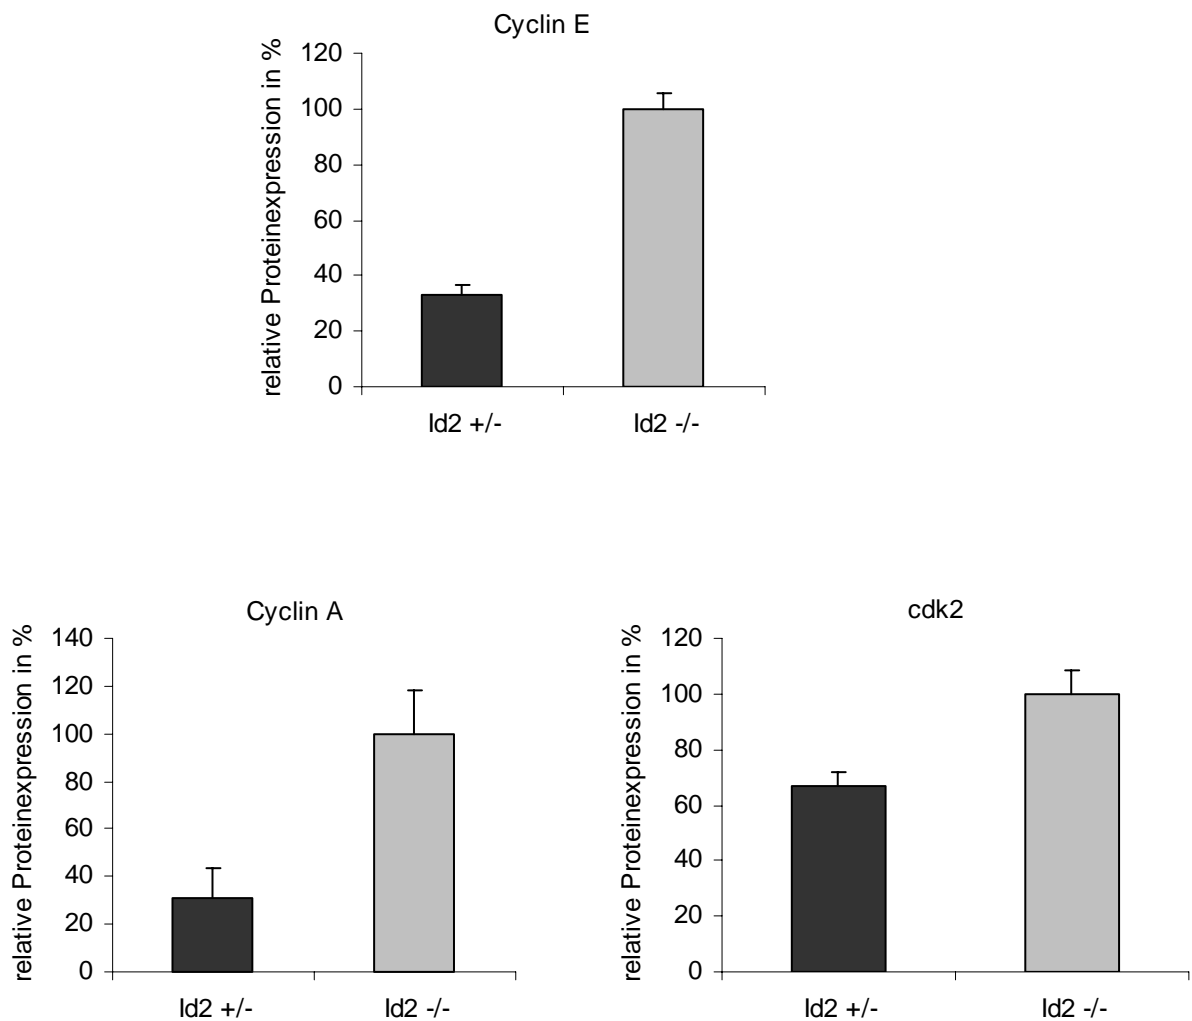 Cyclin E
relative Proteinexpression in %
120
100
80
60
40
20
0
Id2 +/- Id2 -/-
Cyclin A
relative Proteinexpression in %
140
120
100
80
60
40
20
0
Id2 +/- Id2 -/-
cdk2
relative Proteinexpression in %
120
100
80
60
40
20
0
Id2 +/- Id2 -/-